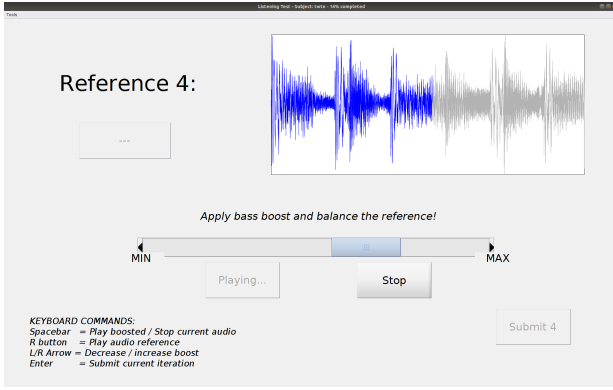 Listening Test - Subject: torte - 10% completed
Tools
Reference 4:
---
Apply bass boost and balance the reference!
MIN
MAX
Playing...
Stop
Submit 4
KEYBOARD COMMANDS:
Spacebar = Play boosted / Stop current audio
R button = Play audio reference
L/R Arrow = Decrease / increase boost
Enter = Submit current iteration